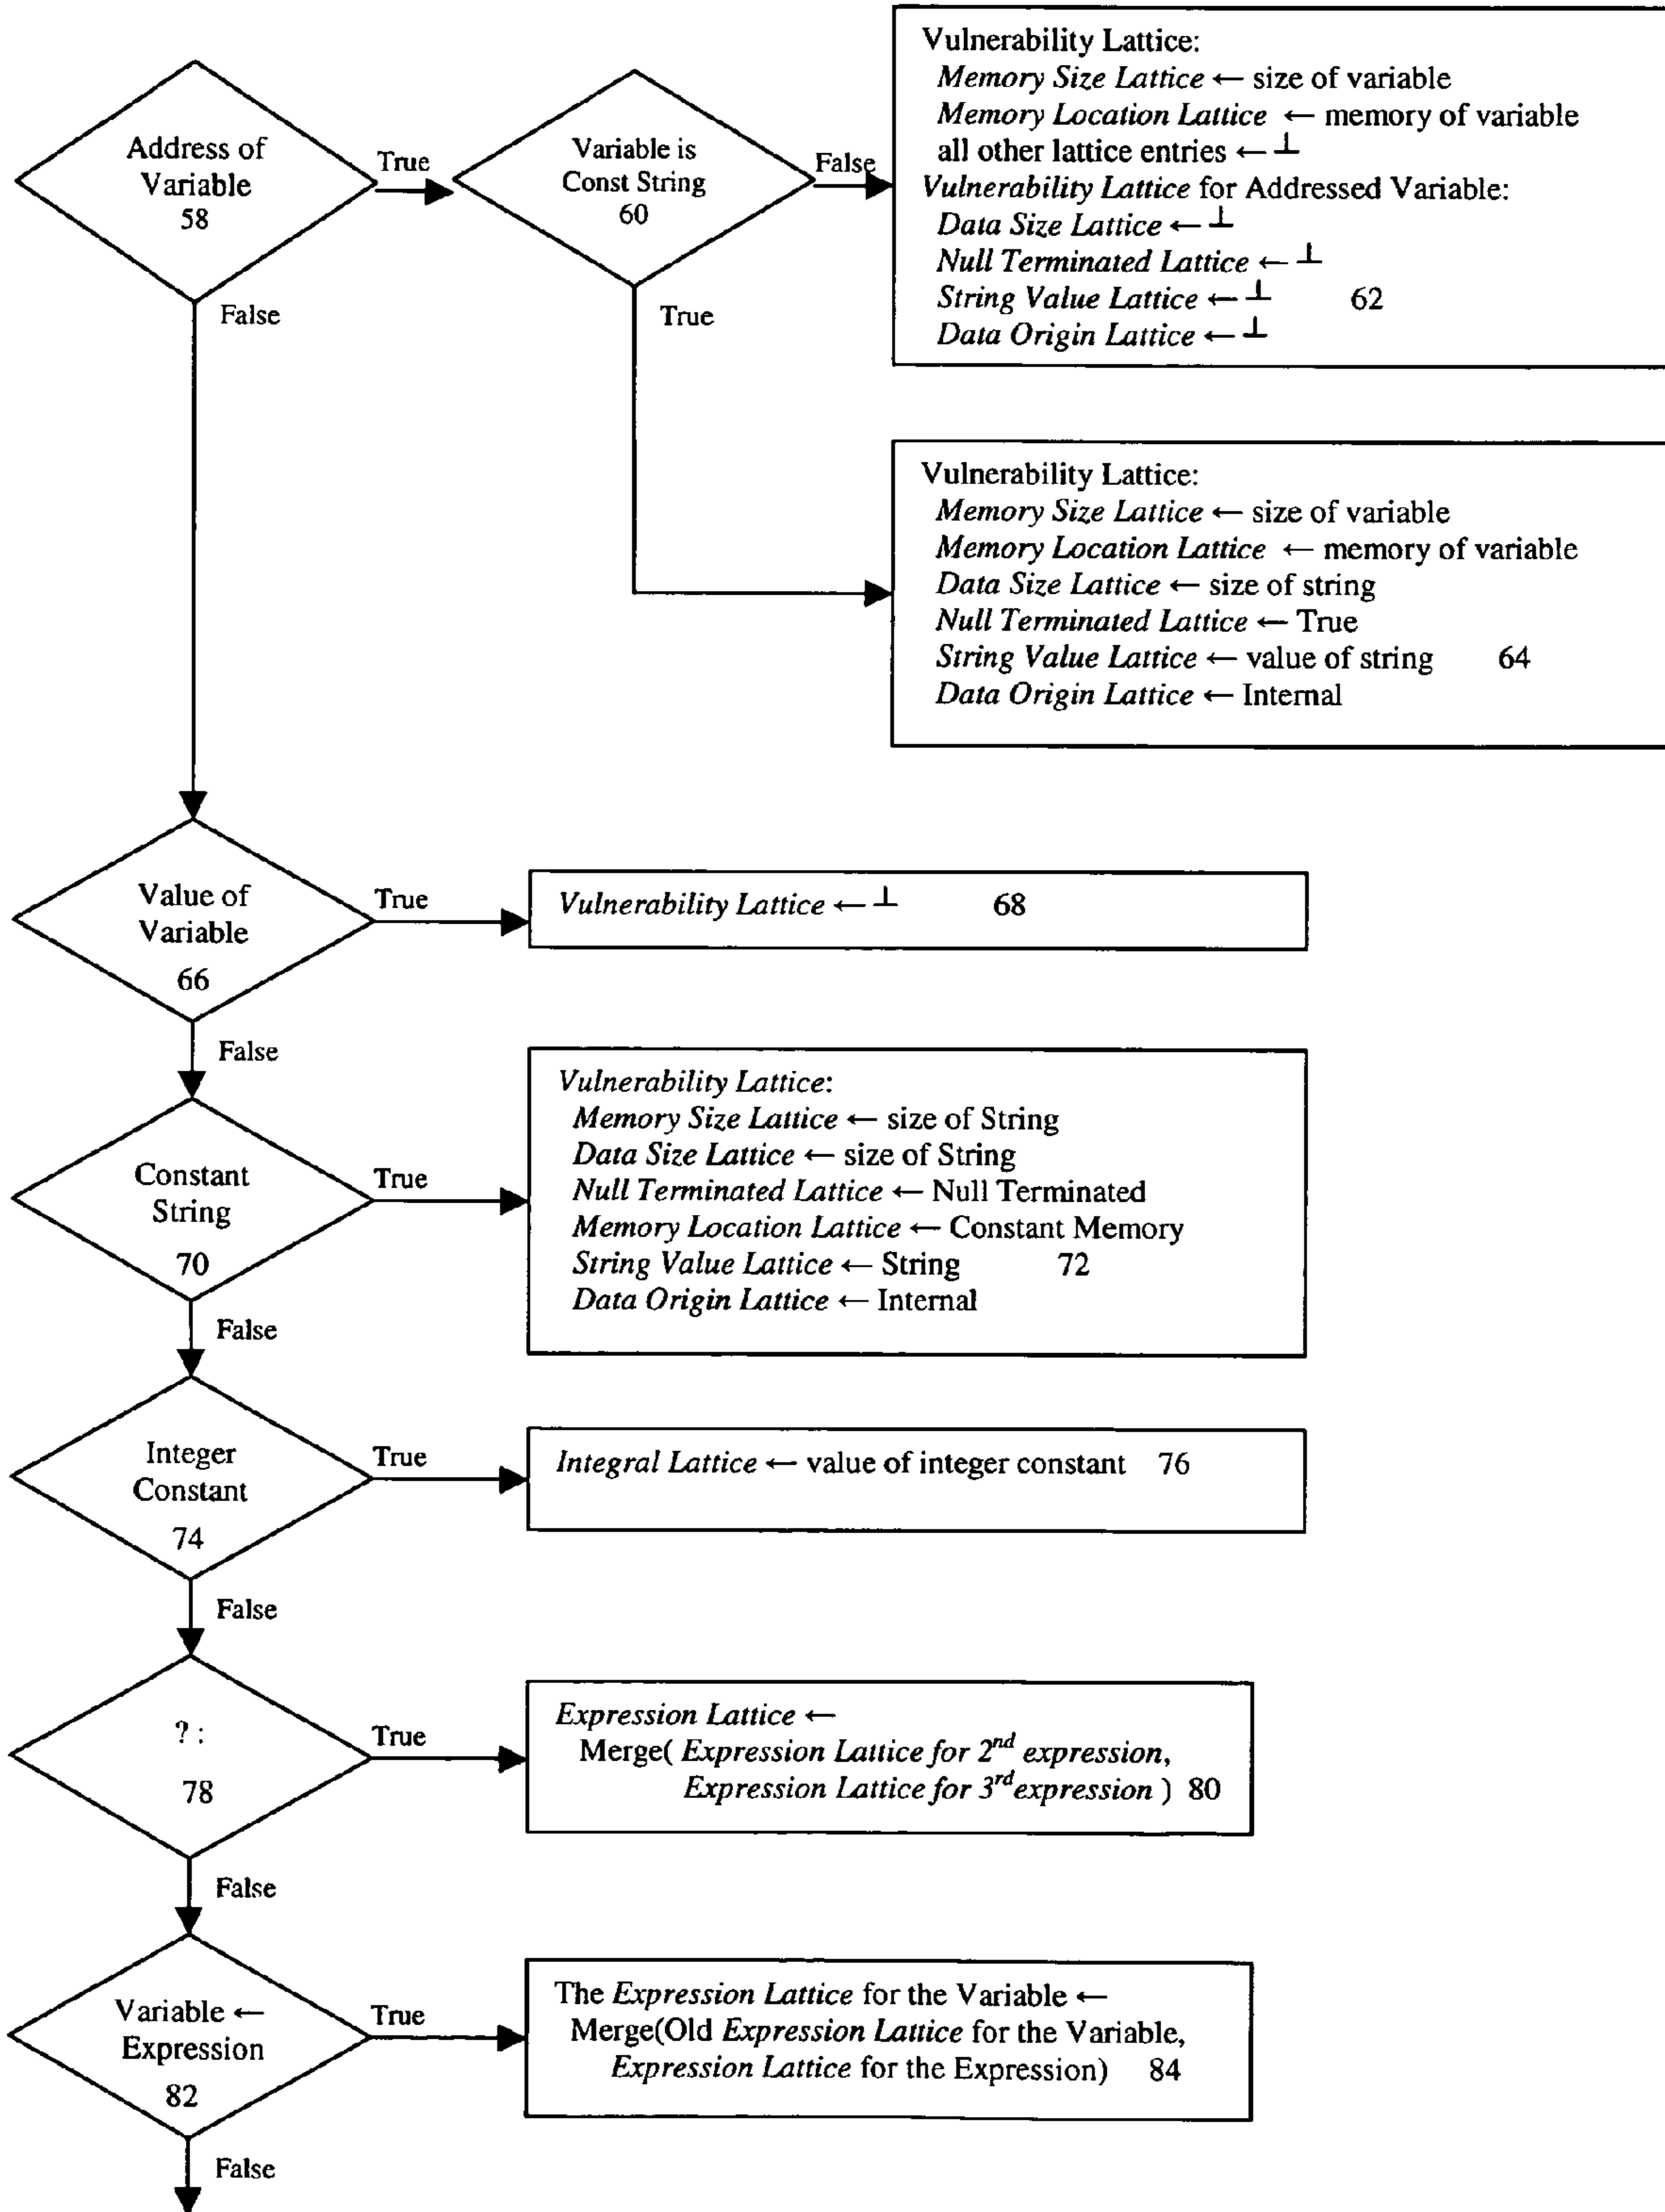 Address of
Variable
58
True
False
Variable is
Const String
60
False
True
Vulnerability Lattice:
Memory Size Lattice ← size of variable
Memory Location Lattice ← memory of variable
all other lattice entries ← ⊥
Vulnerability Lattice for Addressed Variable:
Data Size Lattice ← ⊥
Null Terminated Lattice ← ⊥
String Value Lattice ← ⊥ 62
Data Origin Lattice ← ⊥
Vulnerability Lattice:
Memory Size Lattice ← size of variable
Memory Location Lattice ← memory of variable
Data Size Lattice ← size of string
Null Terminated Lattice ← True
String Value Lattice ← value of string 64
Data Origin Lattice ← Internal
Value of
Variable
66
True
False
Vulnerability Lattice ← ⊥ 68
Constant
String
70
True
False
Vulnerability Lattice:
Memory Size Lattice ← size of String
Data Size Lattice ← size of String
Null Terminated Lattice ← Null Terminated
Memory Location Lattice ← Constant Memory
String Value Lattice ← String 72
Data Origin Lattice ← Internal
Integer
Constant
74
True
False
Integral Lattice ← value of integer constant 76
? :
78
True
False
Expression Lattice ←
Merge( Expression Lattice for 2nd expression,
Expression Lattice for 3rd expression ) 80
Variable ←
Expression
82
True
False
The Expression Lattice for the Variable ←
Merge(Old Expression Lattice for the Variable,
Expression Lattice for the Expression) 84